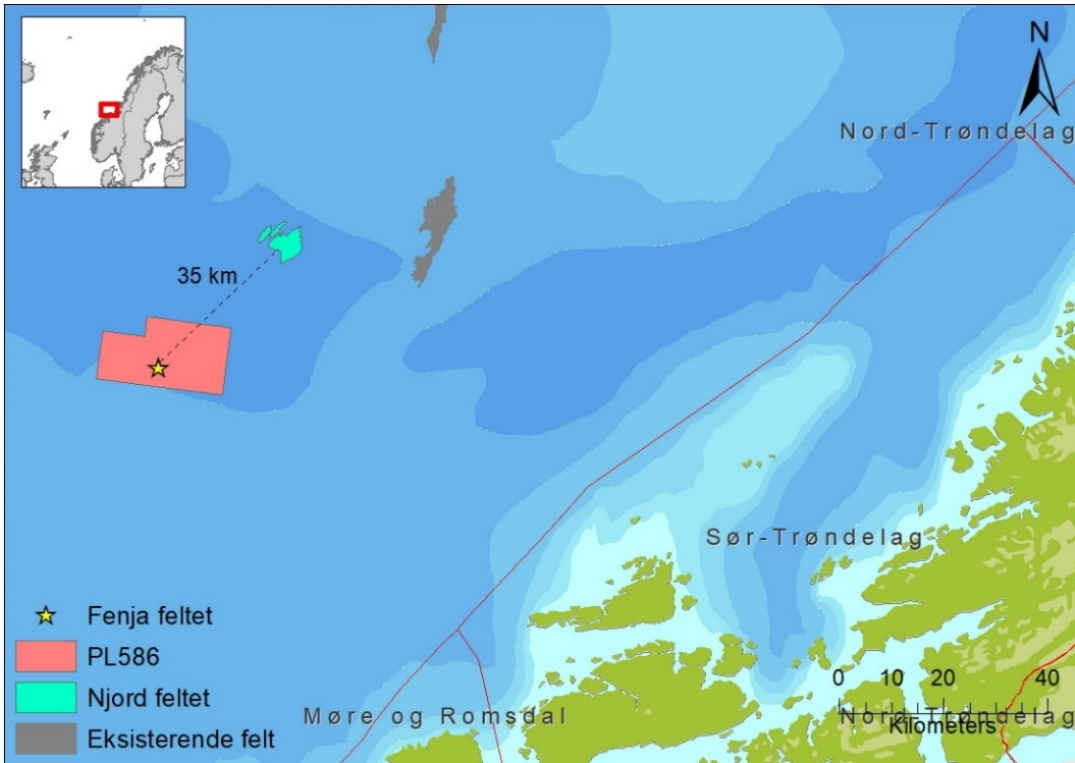 N
Nord-Trøndelag
35 km
Sør-Trøndelag
Fenja feltet
PL586
Njord feltet
Eksisterende felt
Møre og Romsdal
0 10 20 40
Nord-Trøndelag
Kilometers